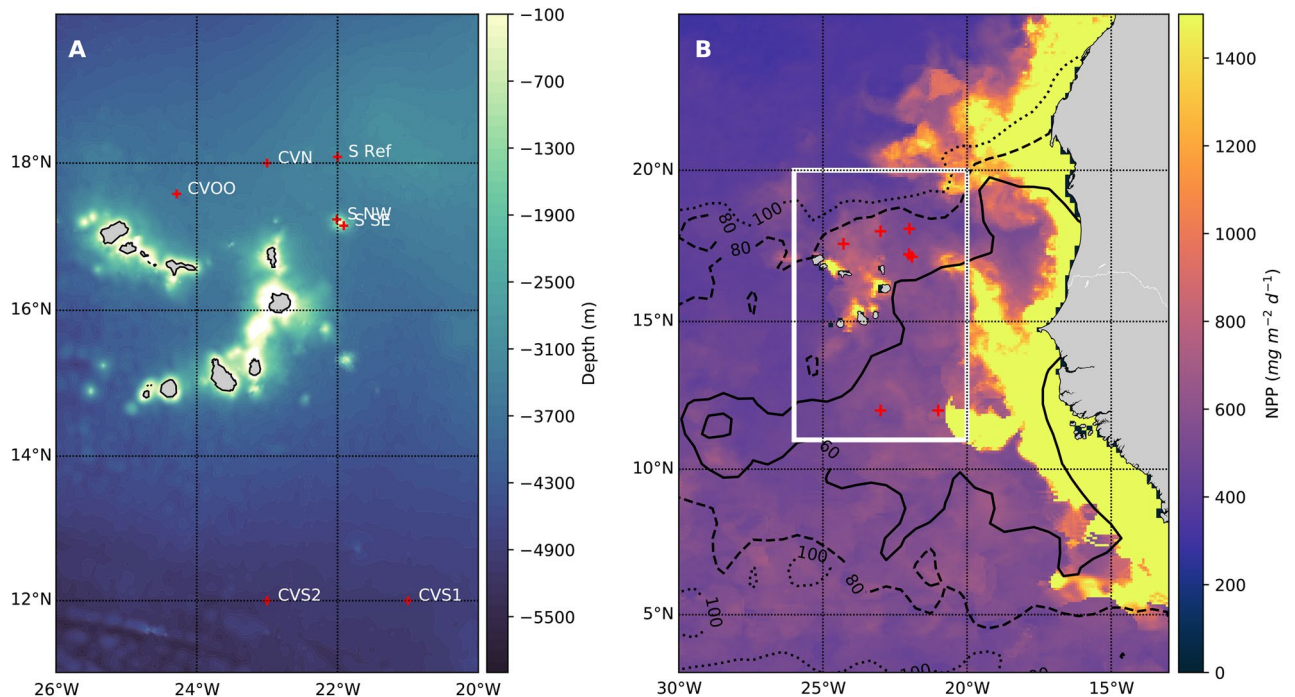 A
CVN
S Ref
CVOO
S NW
S SE
CVS2
CVS1
18°N
16°N
14°N
12°N
26°W
24°W
22°W
20°W
−100
−700
−1300
−1900
−2500
−3100
−3700
−4300
−4900
−5500
Depth (m)
B
100
80
80
60
100
80
100
100
20°N
15°N
10°N
5°N
30°W
25°W
20°W
15°W
1400
1200
1000
800
600
400
200
0
NPP (mg m⁻² d⁻¹)